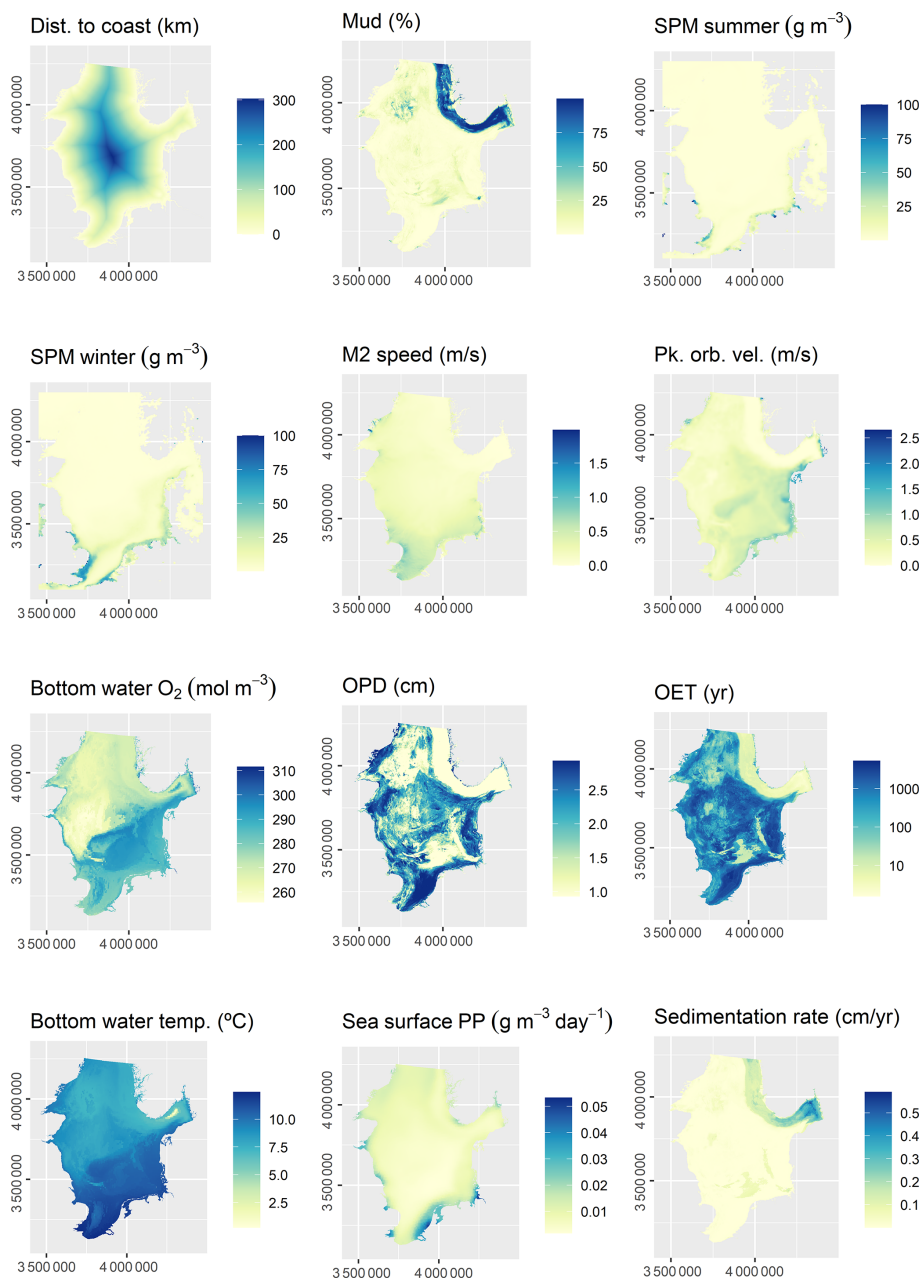 Dist. to coast (km)
4 000 000
3 500 000
3 500 000 4 000 000
300
200
100
0
Mud (%)
4 000 000
3 500 000
3 500 000 4 000 000
75
50
25
SPM summer (g m⁻³)
4 000 000
3 500 000
3 500 000 4 000 000
100
75
50
25
SPM winter (g m⁻³)
4 000 000
3 500 000
3 500 000 4 000 000
100
75
50
25
M2 speed (m/s)
4 000 000
3 500 000
3 500 000 4 000 000
1.5
1.0
0.5
0.0
Pk. orb. vel. (m/s)
4 000 000
3 500 000
3 500 000 4 000 000
2.5
2.0
1.5
1.0
0.5
0.0
Bottom water O₂ (mol m⁻³)
4 000 000
3 500 000
3 500 000 4 000 000
310
300
290
280
270
260
OPD (cm)
4 000 000
3 500 000
3 500 000 4 000 000
2.5
2.0
1.5
1.0
OET (yr)
4 000 000
3 500 000
3 500 000 4 000 000
1000
100
10
Bottom water temp. (ºC)
4 000 000
3 500 000
3 500 000 4 000 000
10.0
7.5
5.0
2.5
Sea surface PP (g m⁻³ day⁻¹)
4 000 000
3 500 000
3 500 000 4 000 000
0.05
0.04
0.03
0.02
0.01
Sedimentation rate (cm/yr)
4 000 000
3 500 000
3 500 000 4 000 000
0.5
0.4
0.3
0.2
0.1